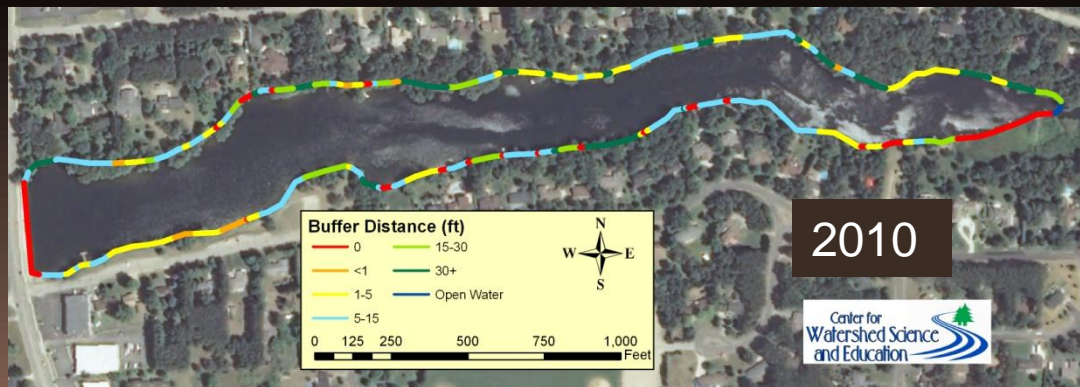 Buffer Distance (ft)
0
<1
1-5
5-15
15-30
30+
Open Water
N
W E
S
0 125 250 500 750 1,000
Feet
2010
Center for
Watershed Science
and Education